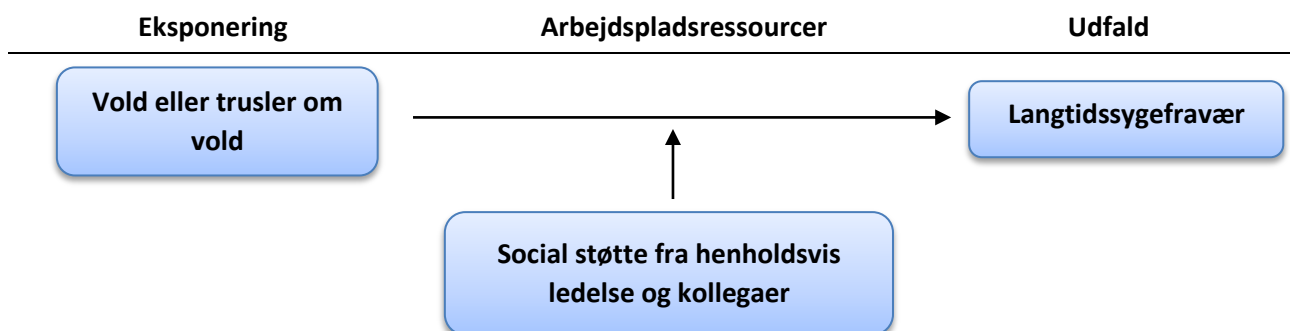 Eksponering
Arbejdspladsressourcer
Udfald
Vold eller trusler om
vold
Langtidssygefravær
Social støtte fra henholdsvis
ledelse og kollegaer